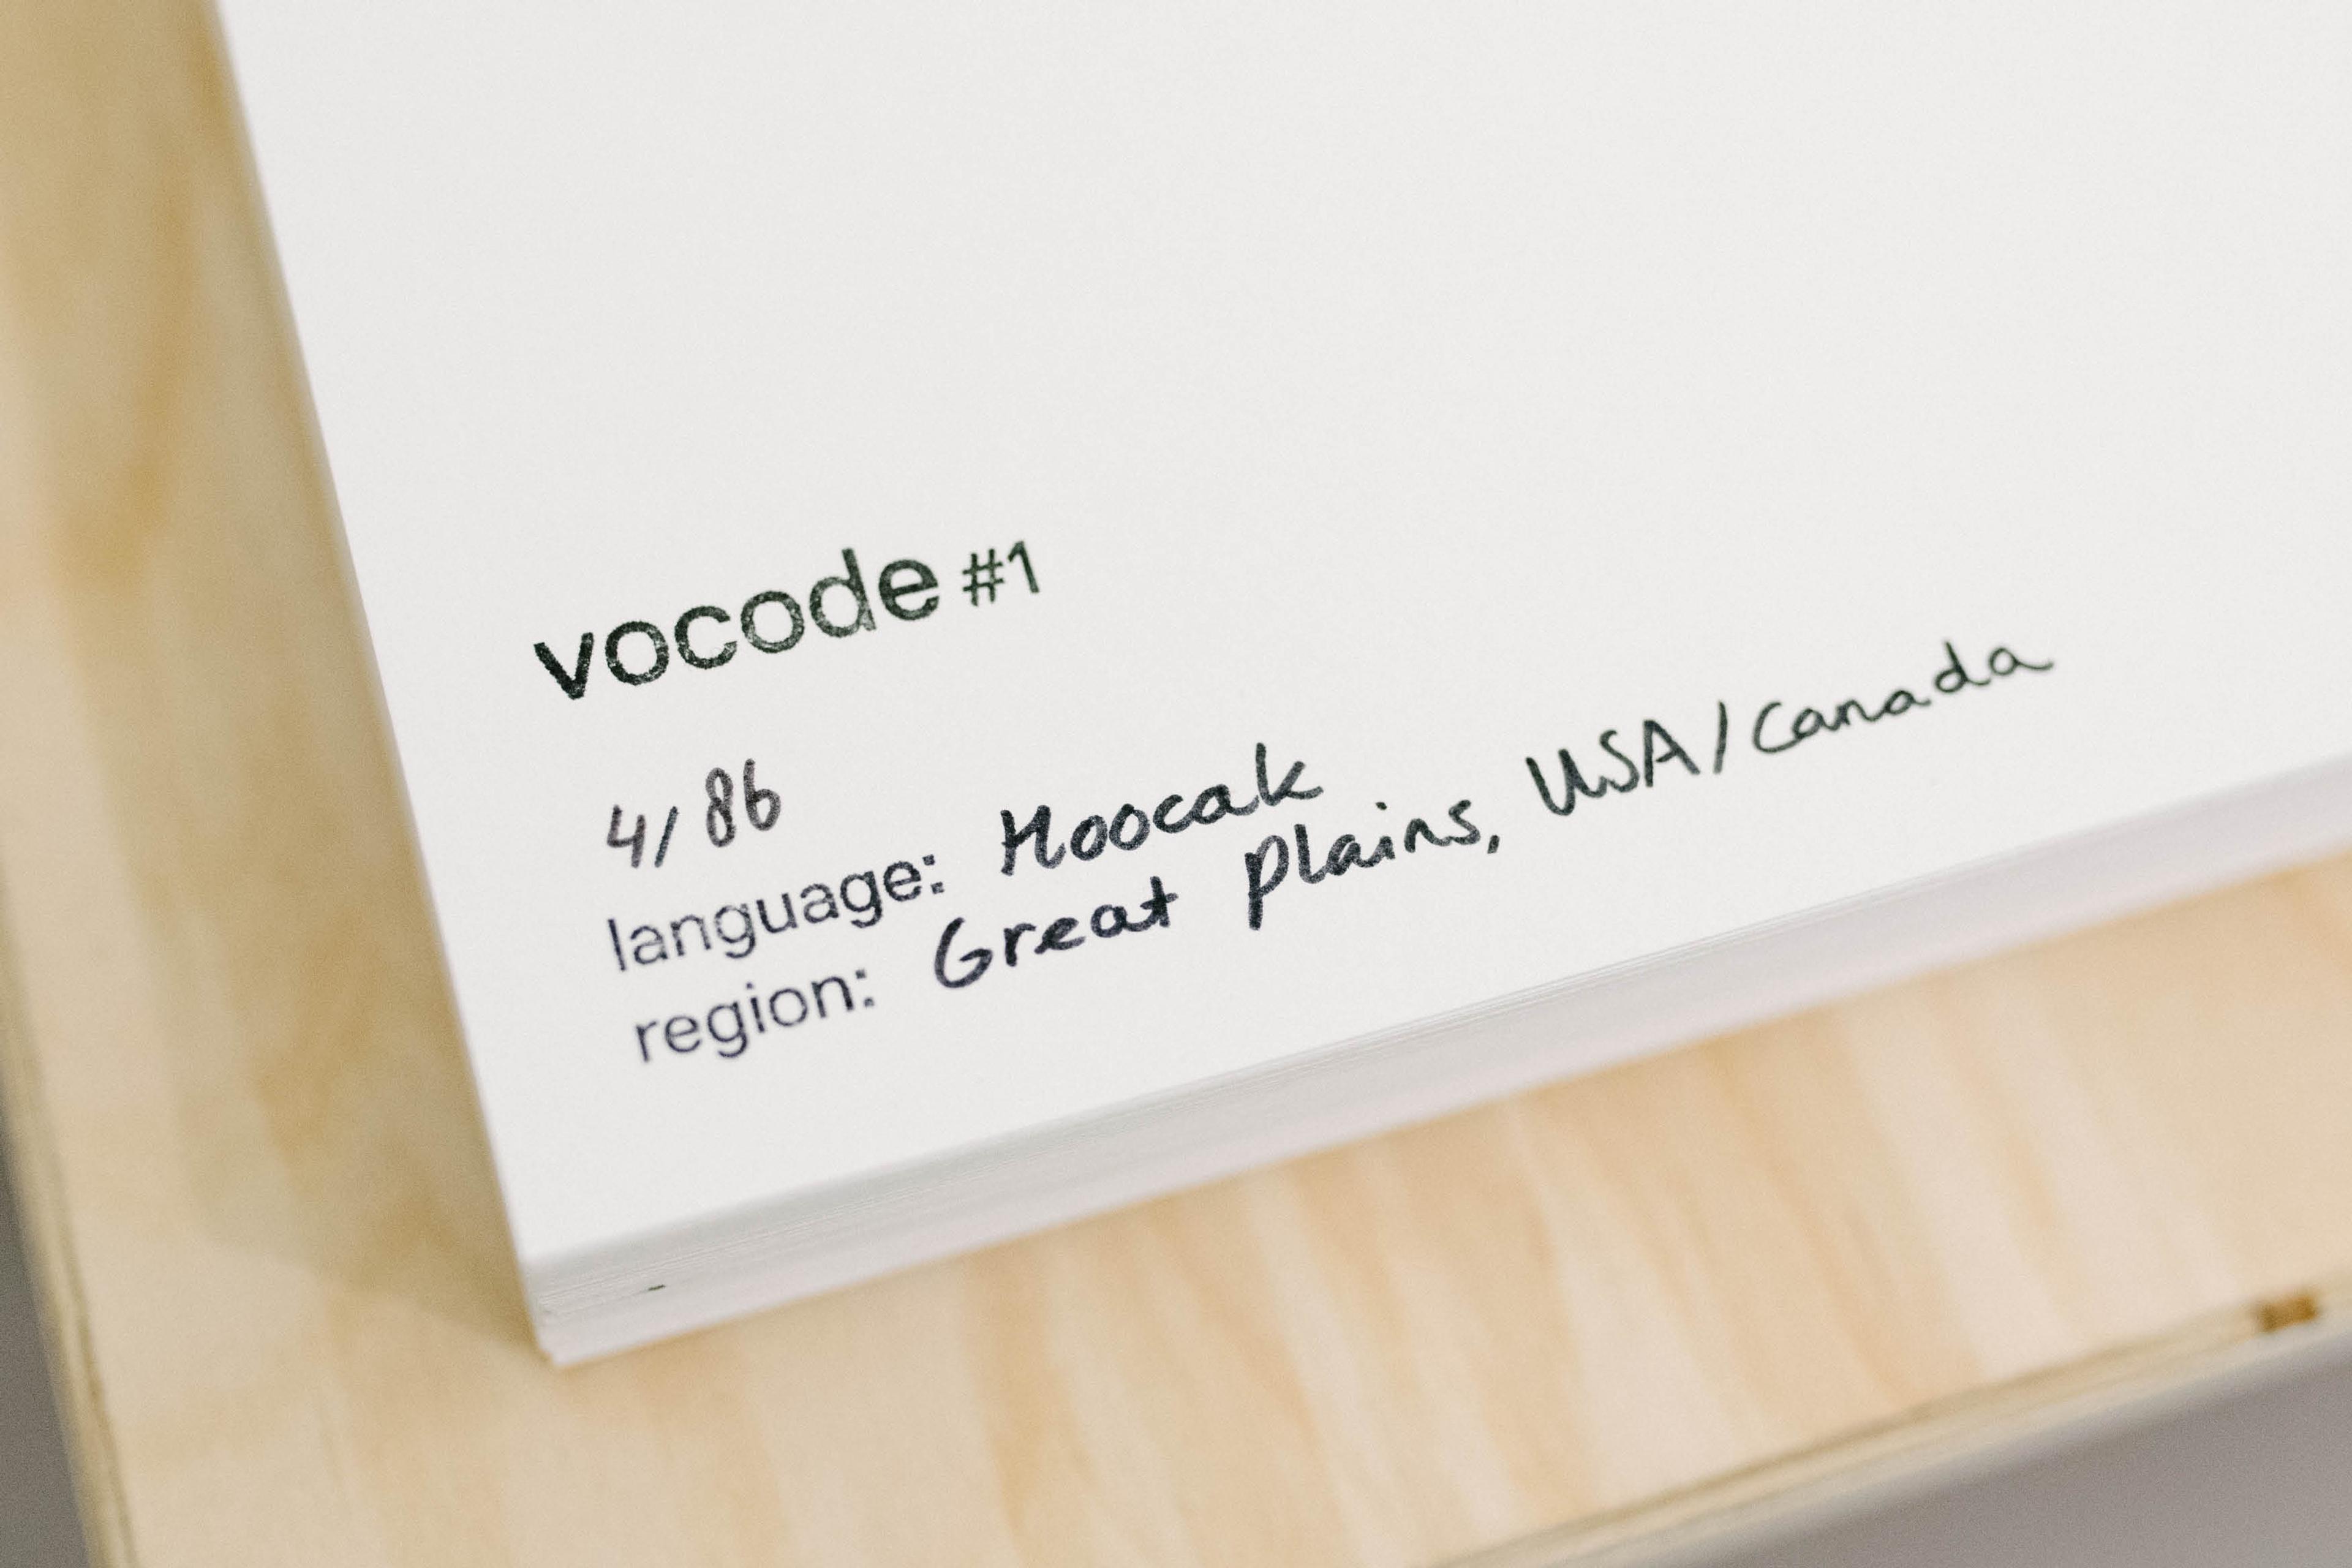 vocode #1
4/86
language: Hoocak
region: Great Plains, USA/Canada